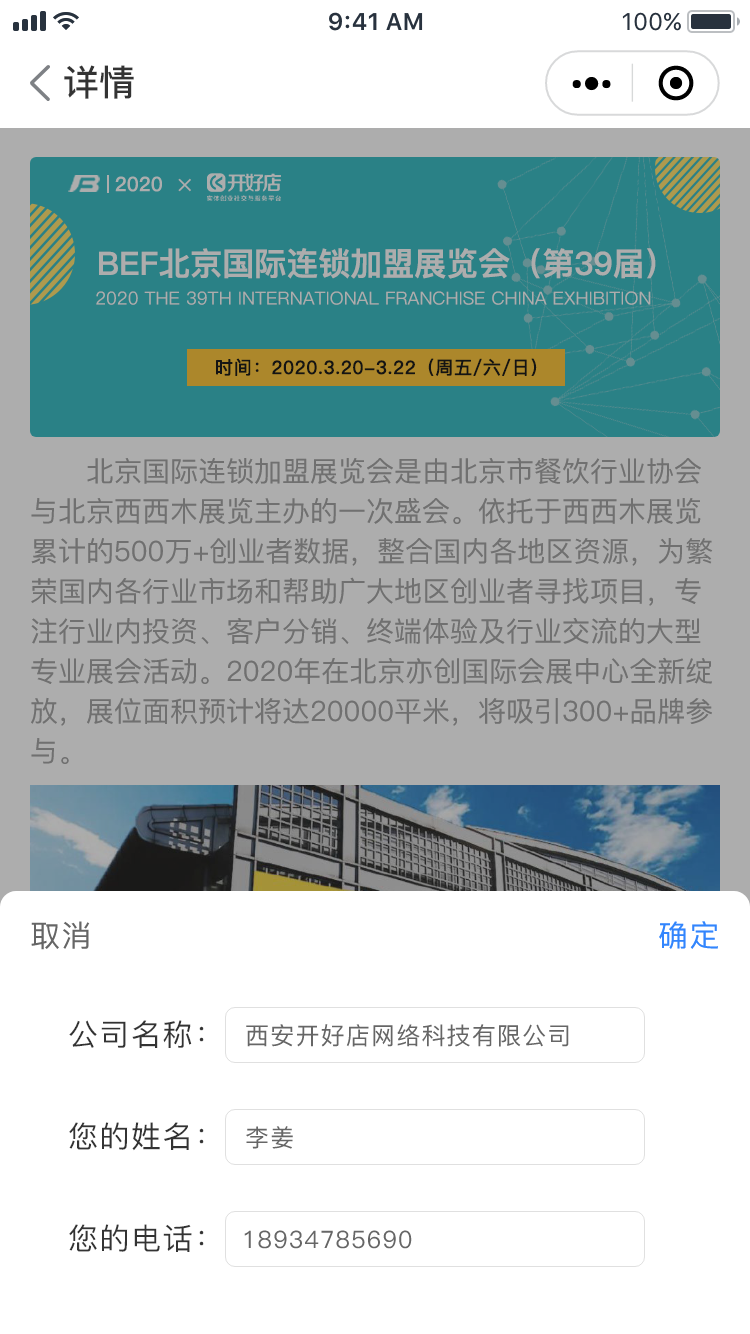 9:41 AM
100%
详情
2020 × 开好店
实体创业社交与服务平台
BEF北京国际连锁加盟展览会（第39届）
2020 THE 39TH INTERNATIONAL FRANCHISE CHINA EXHIBITION
时间：2020.3.20-3.22（周五/六/日）
北京国际连锁加盟展览会是由北京市餐饮行业协会
与北京西西木展览主办的一次盛会。依托于西西木展览
累计的500万+创业者数据，整合国内各地区资源，为繁
荣国内各行业市场和帮助广大地区创业者寻找项目，专
注行业内投资、客户分销、终端体验及行业交流的大型
专业展会活动。2020年在北京亦创国际会展中心全新绽
放，展位面积预计将达20000平米，将吸引300+品牌参
与。
取消
确定
公司名称：
西安开好店网络科技有限公司
您的姓名：
李姜
您的电话：
18934785690